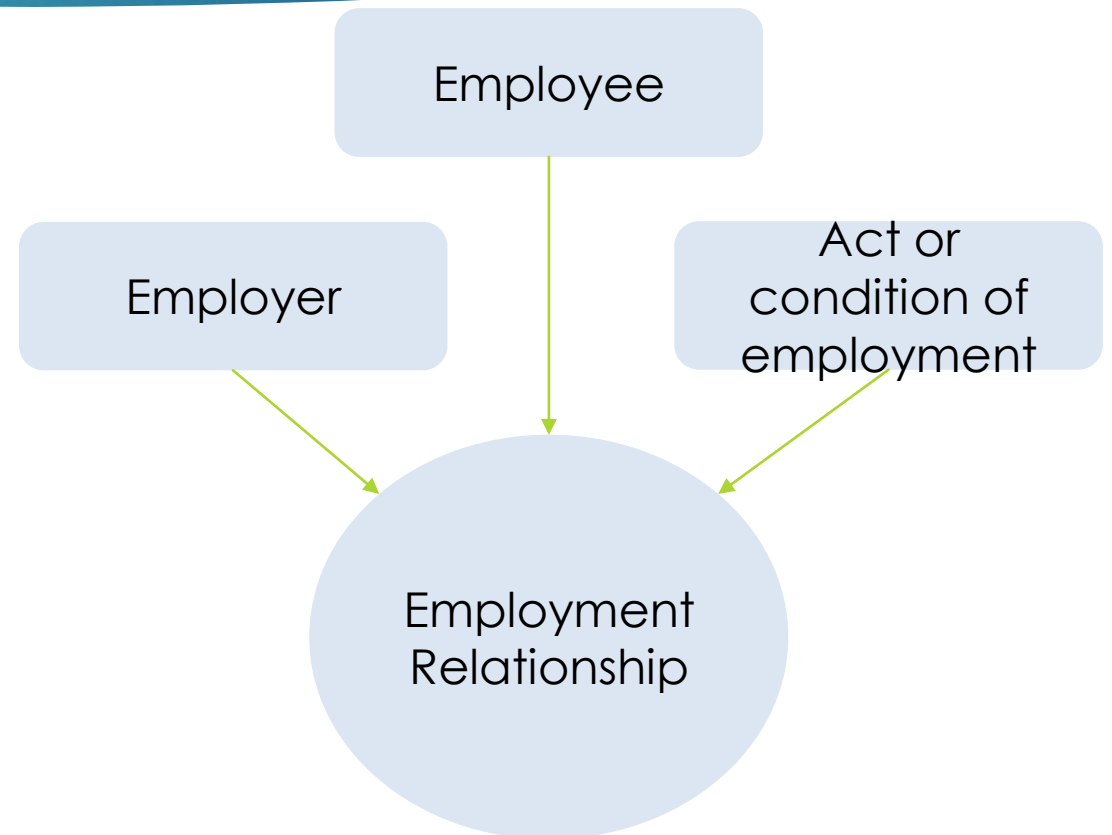 Employee
Employer
Act or
condition of
employment
Employment
Relationship